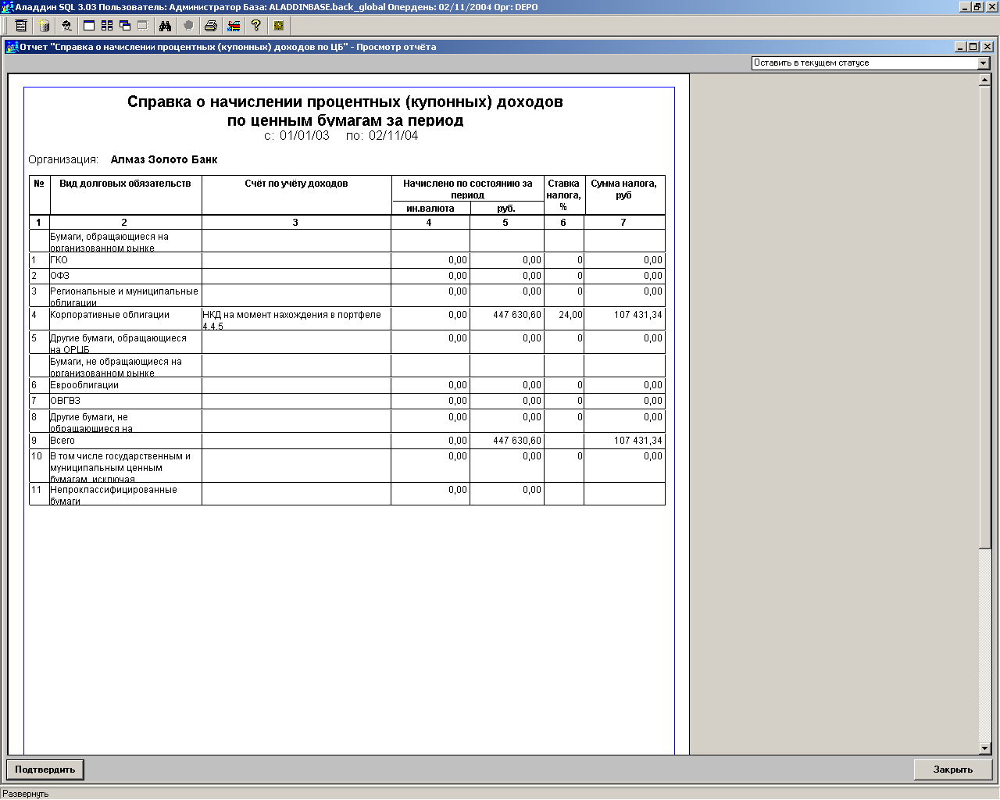 Аладдин SQL 3.03 Пользователь: Администратор База: ALADDINBASE.back_global Опердень: 02/11/2004 Орг: DEPO
Отчет "Справка о начислении процентных (купонных) доходов по ЦБ" - Просмотр отчёта
Оставить в текущем статусе
Справка о начислении процентных (купонных) доходов
по ценным бумагам за период
с: 01/01/03 по: 02/11/04
Организация: Алмаз Золото Банк
№ Вид долговых обязательств Счёт по учёту доходов Начислено по состоянию за период Ставка налога, % Сумма налога, руб
ин.валюта руб.
1 2 3 4 5 6 7
Бумаги, обращающиеся на
организованном рынке
1 ГКО 0,00 0,00 0 0,00
2 ОФЗ 0,00 0,00 0 0,00
3 Региональные и муниципальные 0,00 0,00 0 0,00
облигации
4 Корпоративные облигации НКД на момент нахождения в портфеле 0,00 447 630,60 24,00 107 431,34
4.4.5
5 Другие бумаги, обращающиеся 0,00 0,00 0 0,00
на ОРЦБ
Бумаги, не обращающиеся на
организованном рынке
6 Еврооблигации 0,00 0,00 0 0,00
7 ОВГВЗ 0,00 0,00 0 0,00
8 Другие бумаги, не 0,00 0,00 0 0,00
обращающиеся на
9 Всего 0,00 447 630,60 107 431,34
10 В том числе государственным и 0,00 0,00 0 0,00
муниципальным ценным
бумагам, исключая
11 Непроклассифицированные 0,00 0,00
бумаги
Подтвердить Закрыть
Развернуть